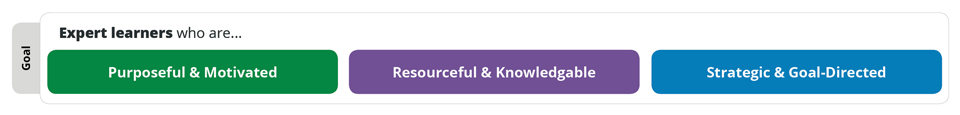 Goal
Expert learners who are...
Purposeful & Motivated
Resourceful & Knowledgable
Strategic & Goal-Directed